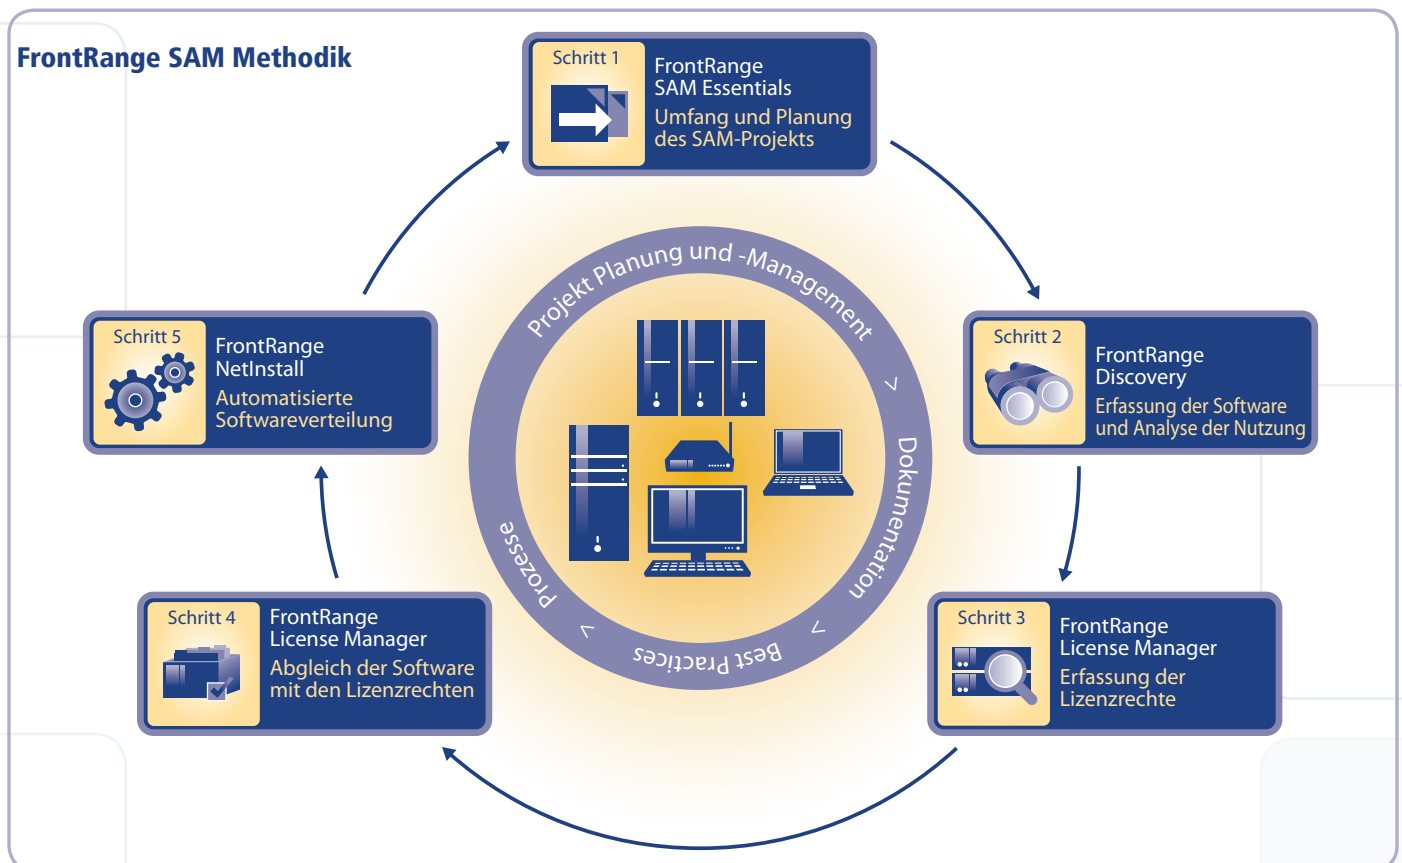 FrontRange SAM Methodik
Schritt 1
FrontRange
SAM Essentials
Umfang und Planung
des SAM-Projekts
Schritt 2
FrontRange
Discovery
Erfassung der Software
und Analyse der Nutzung
Schritt 3
FrontRange
License Manager
Erfassung der
Lizenzrechte
Schritt 4
FrontRange
License Manager
Abgleich der Software
mit den Lizenzrechten
Schritt 5
FrontRange
NetInstall
Automatisierte
Softwareverteilung
Projekt Planung und -Management > Dokumentation > Best Practices > Prozesse